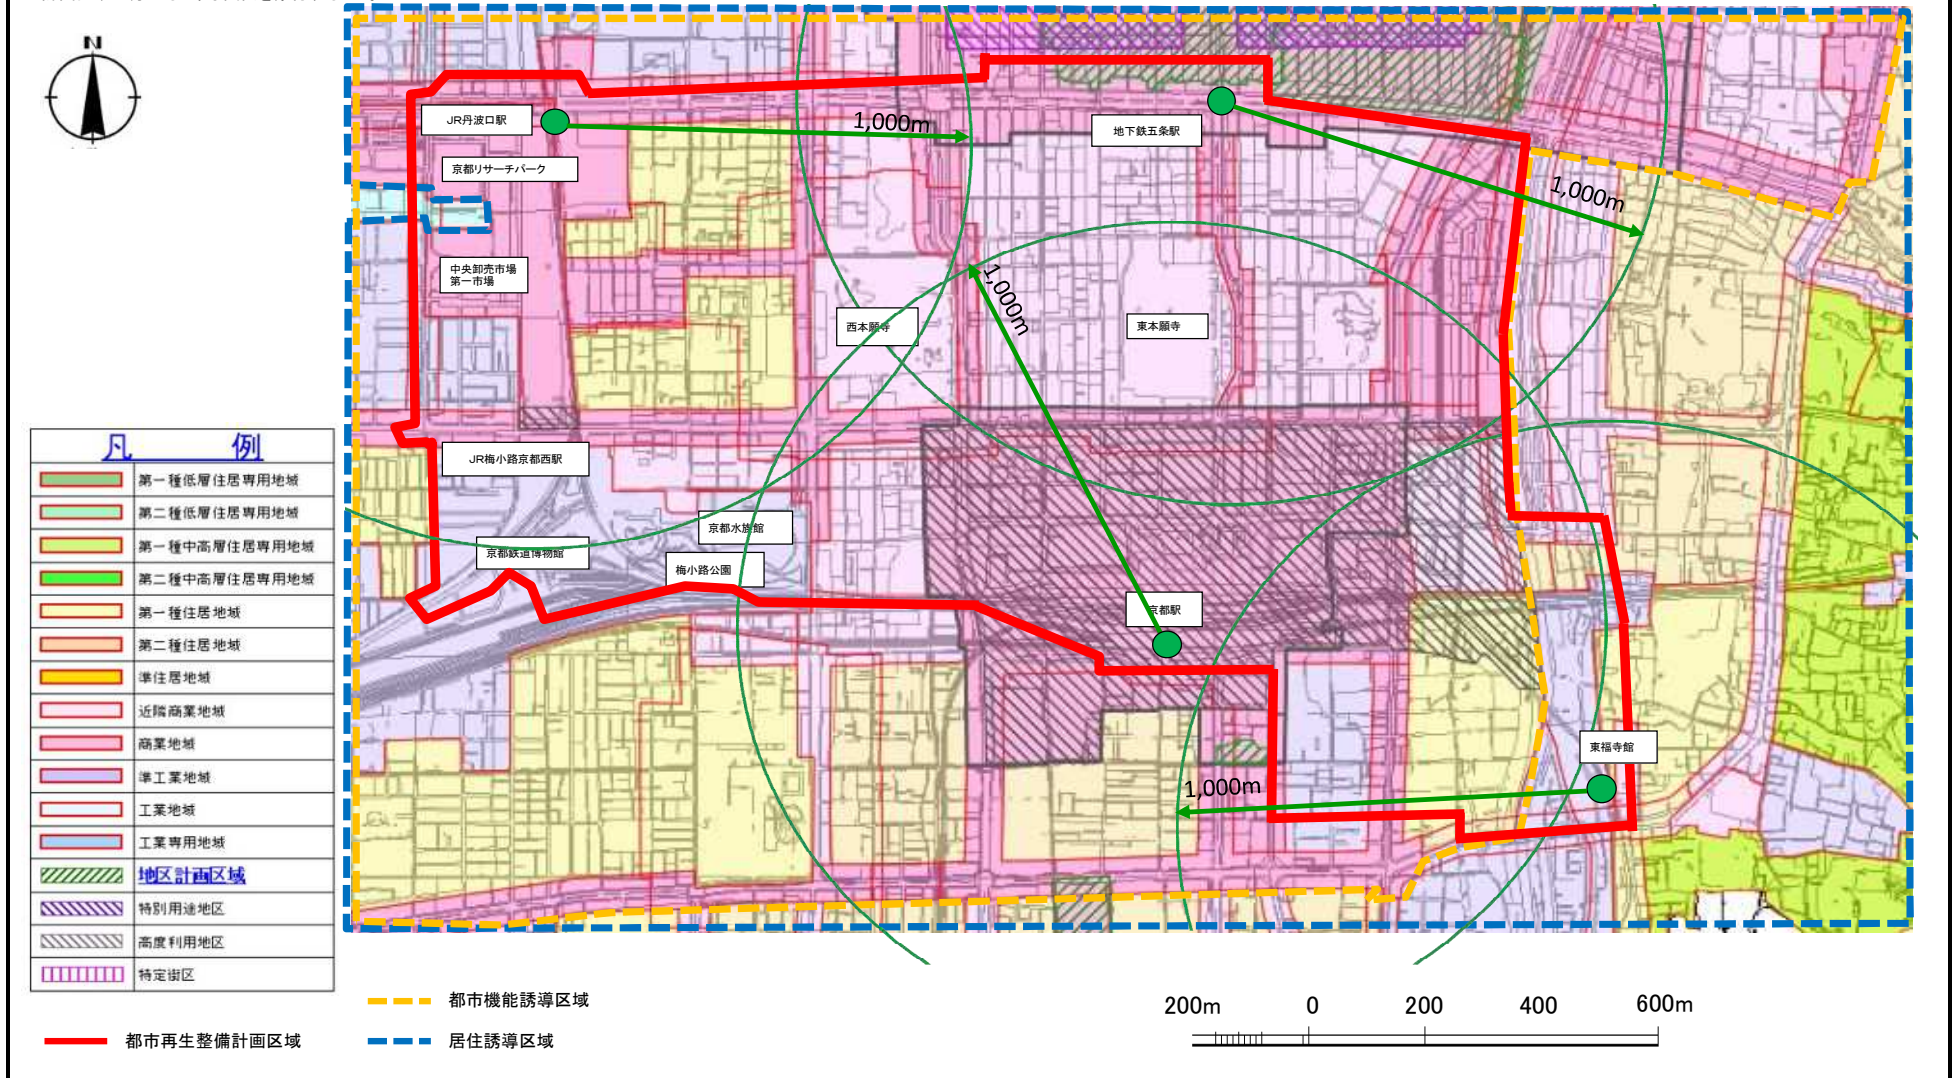 N
JR丹波口駅
1,000m
地下鉄五条駅
京都リサーチパーク
1,000m
中央卸売市場
第一市場
1,000m
西本願寺
東本願寺
凡 例
JR梅小路京都西駅
第一種低層住居専用地域
第二種低層住居専用地域
京都水族館
第一種中高層住居専用地域
京都鉄道博物館
梅小路公園
第二種中高層住居専用地域
京都駅
第一種住居地域
第二種住居地域
準住居地域
近隣商業地域
商業地域
東福寺館
準工業地域
1,000m
工業地域
工業専用地域
地区計画区域
特別用途地区
高度利用地区
特定街区
都市機能誘導区域
200m 0 200 400 600m
都市再生整備計画区域
居住誘導区域